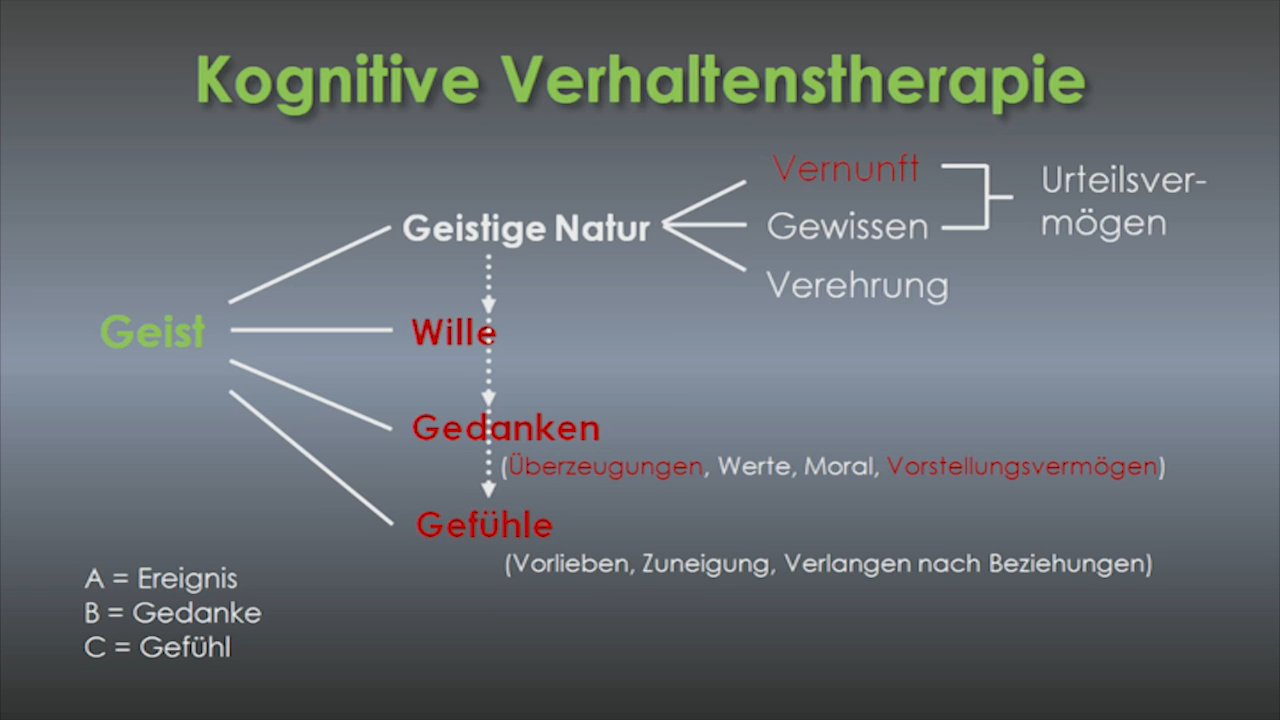 Kognitive Verhaltenstherapie
Vernunft
Urteilsver-
mögen
Geistige Natur
Gewissen
Verehrung
Geist
Wille
Gedanken
(Überzeugungen, Werte, Moral, Vorstellungsvermögen)
Gefühle
(Vorlieben, Zuneigung, Verlangen nach Beziehungen)
A = Ereignis
B = Gedanke
C = Gefühl